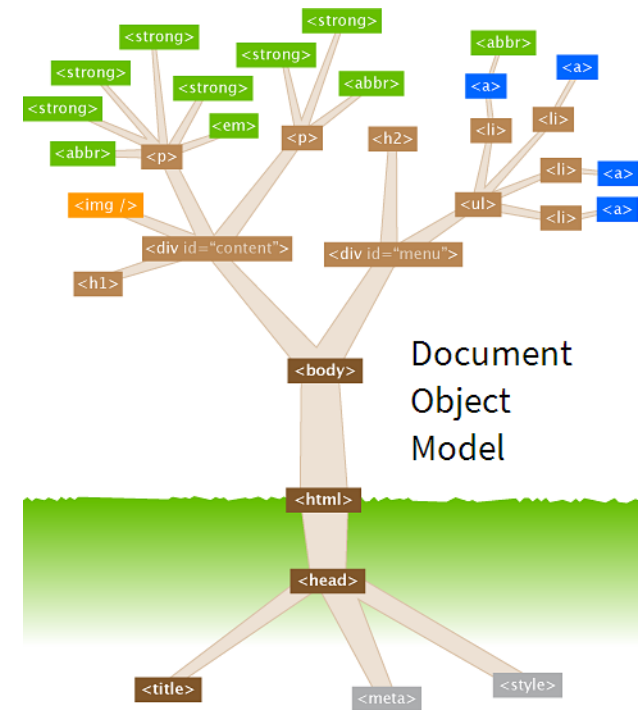 <strong>
<strong>
<abbr>
<strong>
<strong>
<a>
<strong>
<abbr>
<a>
<strong>
<strong>
<li>
<em>
<li>
<abbr>
<p>
<p>
<h2>
<li>
<a>
<img />
<ul>
<li>
<a>
<div id="content">
<div id="menu">
<h1>
Document
<body>
Object
Model
<html>
<head>
<title>
<meta>
<style>